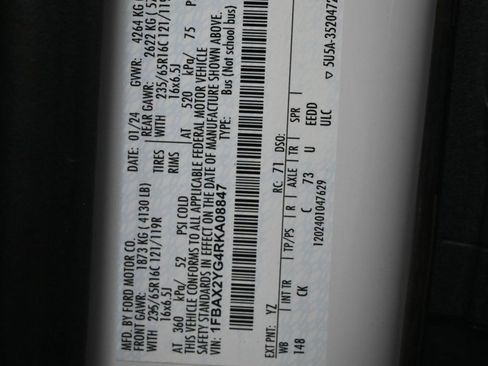 MFD. BY FORD MOTOR CO.
DATE: 01/24 GVWR: 4264 KG
FRONT GAWR: 1873 KG ( 4130 LB) REAR GAWR: 2622 KG
WITH TIRES WITH
235/65R16C 121/119R RIMS 235/65R16C 121/119
16x6.5J 16x6.5J
AT 360 kPa/ 52 PSI COLD AT 520 kPa/ 75 P
THIS VEHICLE CONFORMS TO ALL APPLICABLE FEDERAL MOTOR VEHICLE
SAFETY STANDARDS IN EFFECT ON THE DATE OF MANUFACTURE SHOWN ABOVE.
1FBAX2YG4RKA08847 TYPE: Bus (Not school bus)
EXT PNT: YZ RC: 71 DSO:
WB INT TR TP/PS R AXLE TR SPR
148 CK C 73 U EEDD
ULC
1202401047629 ▽ 5U5A-3520472